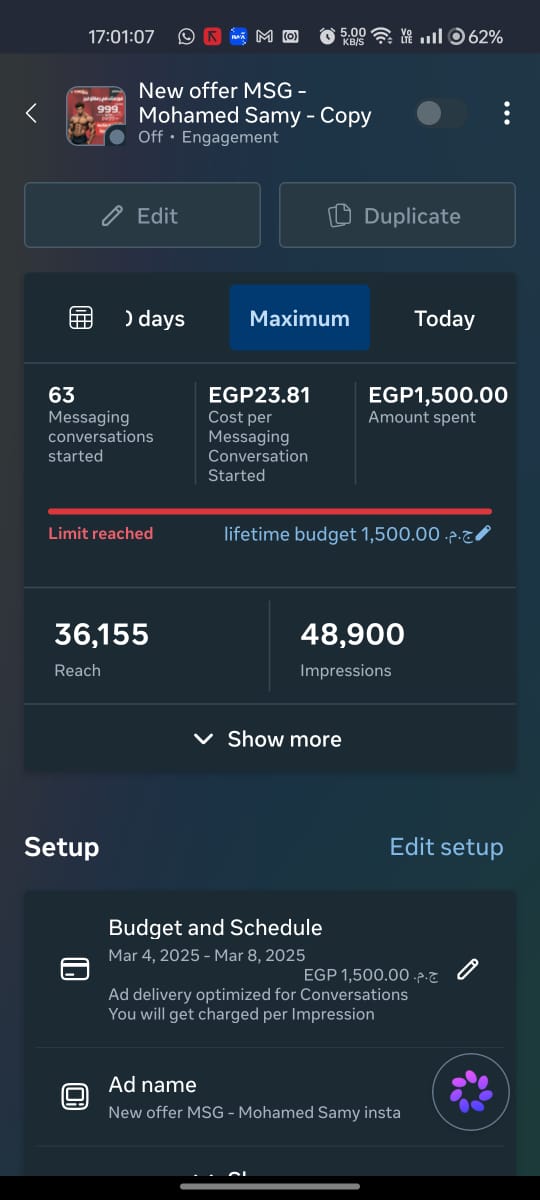 17:01:07
5.00 KB/S
Vo LTE
62%
New offer MSG -
Mohamed Samy - Copy
Off • Engagement
999
Edit
Duplicate
days
Maximum
Today
63
Messaging
conversations
started
EGP23.81
Cost per
Messaging
Conversation
Started
EGP1,500.00
Amount spent
Limit reached
lifetime budget 1,500.00 ج.م.
36,155
Reach
48,900
Impressions
Show more
Setup
Edit setup
Budget and Schedule
Mar 4, 2025 - Mar 8, 2025
EGP 1,500.00 ج.م.
Ad delivery optimized for Conversations
You will get charged per Impression
Ad name
New offer MSG - Mohamed Samy insta